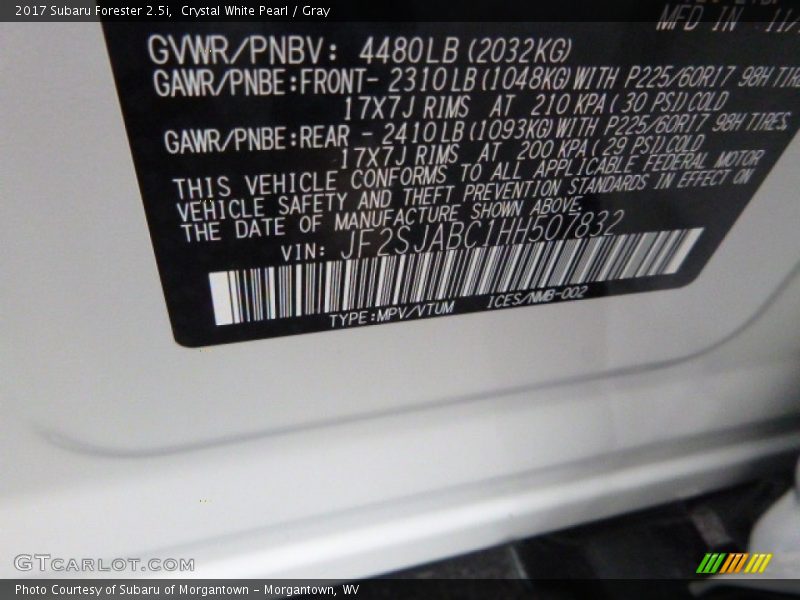 2017 Subaru Forester 2.5i, Crystal White Pearl / Gray
MFD IN 11/
GVWR/PNBV: 4480LB (2032KG)
GAWR/PNBE:FRONT- 2310LB (1048KG) WITH P225/60R17 98H TIRE
17X7J RIMS AT 210 KPA ( 30 PSI) COLD
GAWR/PNBE:REAR - 2410LB (1093KG) WITH P225/60R17 98H TIRES
17X7J RIMS AT 200 KPA ( 29 PSI) COLD
THIS VEHICLE CONFORMS TO ALL APPLICABLE FEDERAL MOTOR
VEHICLE SAFETY AND THEFT PREVENTION STANDARDS IN EFFECT ON
THE DATE OF MANUFACTURE SHOWN ABOVE.
VIN: JF2SJABC1HH507832
TYPE:MPV/VTUM ICES/NMB-002
GTCARLOT.COM
Photo Courtesy of Subaru of Morgantown - Morgantown, WV